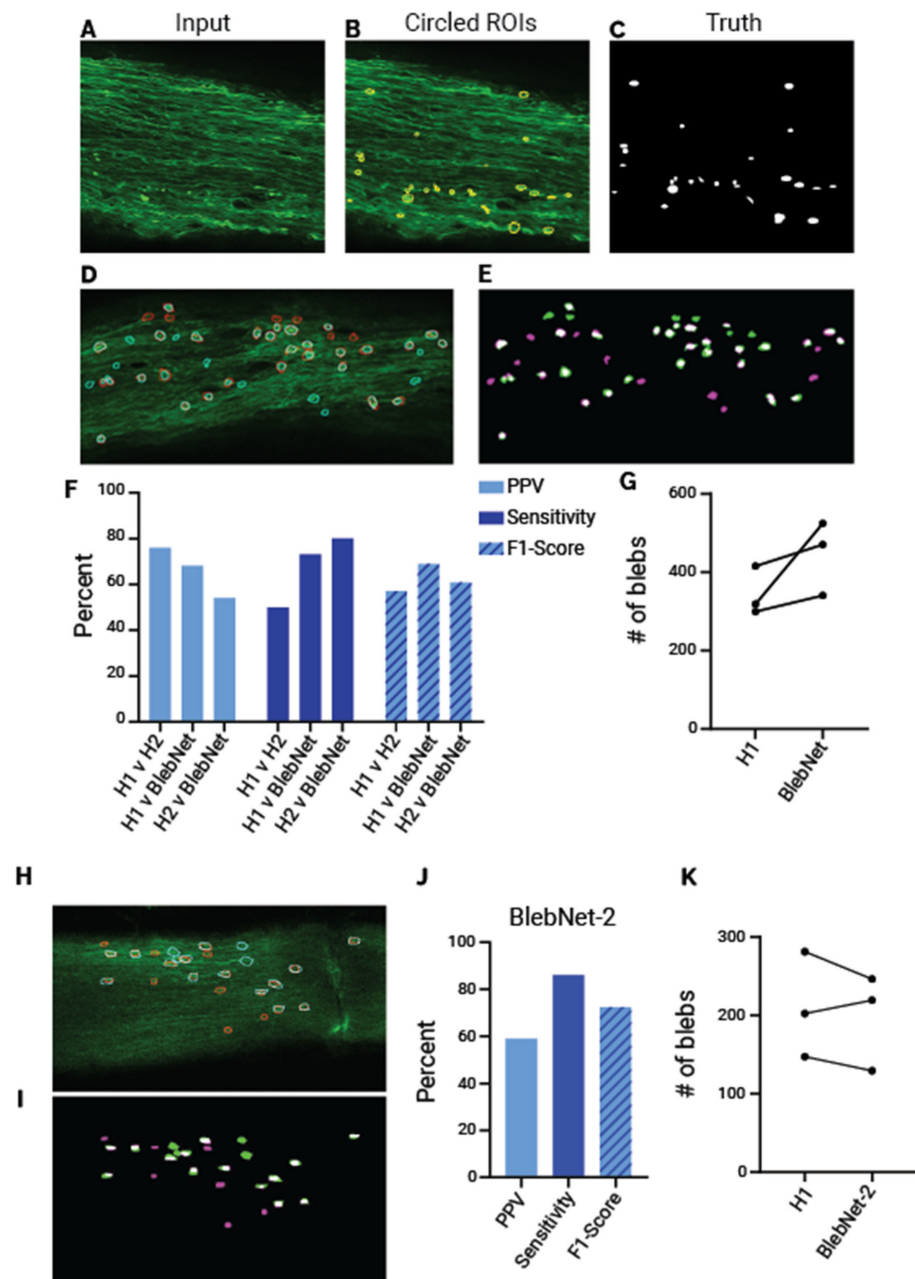 A Input
B Circled ROIs
C Truth
D
E
F
100
80
60
40
20
0
Percent
H1 v H2
H1 v BlebNet
H2 v BlebNet
H1 v H2
H1 v BlebNet
H2 v BlebNet
H1 v H2
H1 v BlebNet
H2 v BlebNet
PPV
Sensitivity
F1-Score
G
600
400
200
0
# of blebs
H1
BlebNet
H
I
J
BlebNet-2
100
80
60
40
20
0
Percent
PPV
Sensitivity
F1-Score
K
300
200
100
0
# of blebs
H1
BlebNet-2